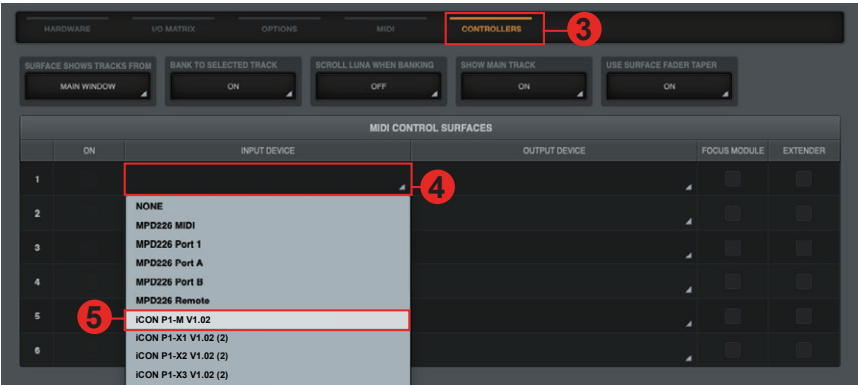 HARDWARE I/O MATRIX OPTIONS MIDI CONTROLLERS 3
SURFACE SHOWS TRACKS FROM BANK TO SELECTED TRACK SCROLL LUNA WHEN BANKING SHOW MAIN TRACK USE SURFACE FADER TAPER
MAIN WINDOW ON OFF ON ON
MIDI CONTROL SURFACES
ON INPUT DEVICE OUTPUT DEVICE FOCUS MODULE EXTENDER
1 4
2
3
4
5
6
NONE
MPD226 MIDI
MPD226 Port 1
MPD226 Port A
MPD226 Port B
MPD226 Remote
5 iCON P1-M V1.02
iCON P1-X1 V1.02 (2)
iCON P1-X2 V1.02 (2)
iCON P1-X3 V1.02 (2)